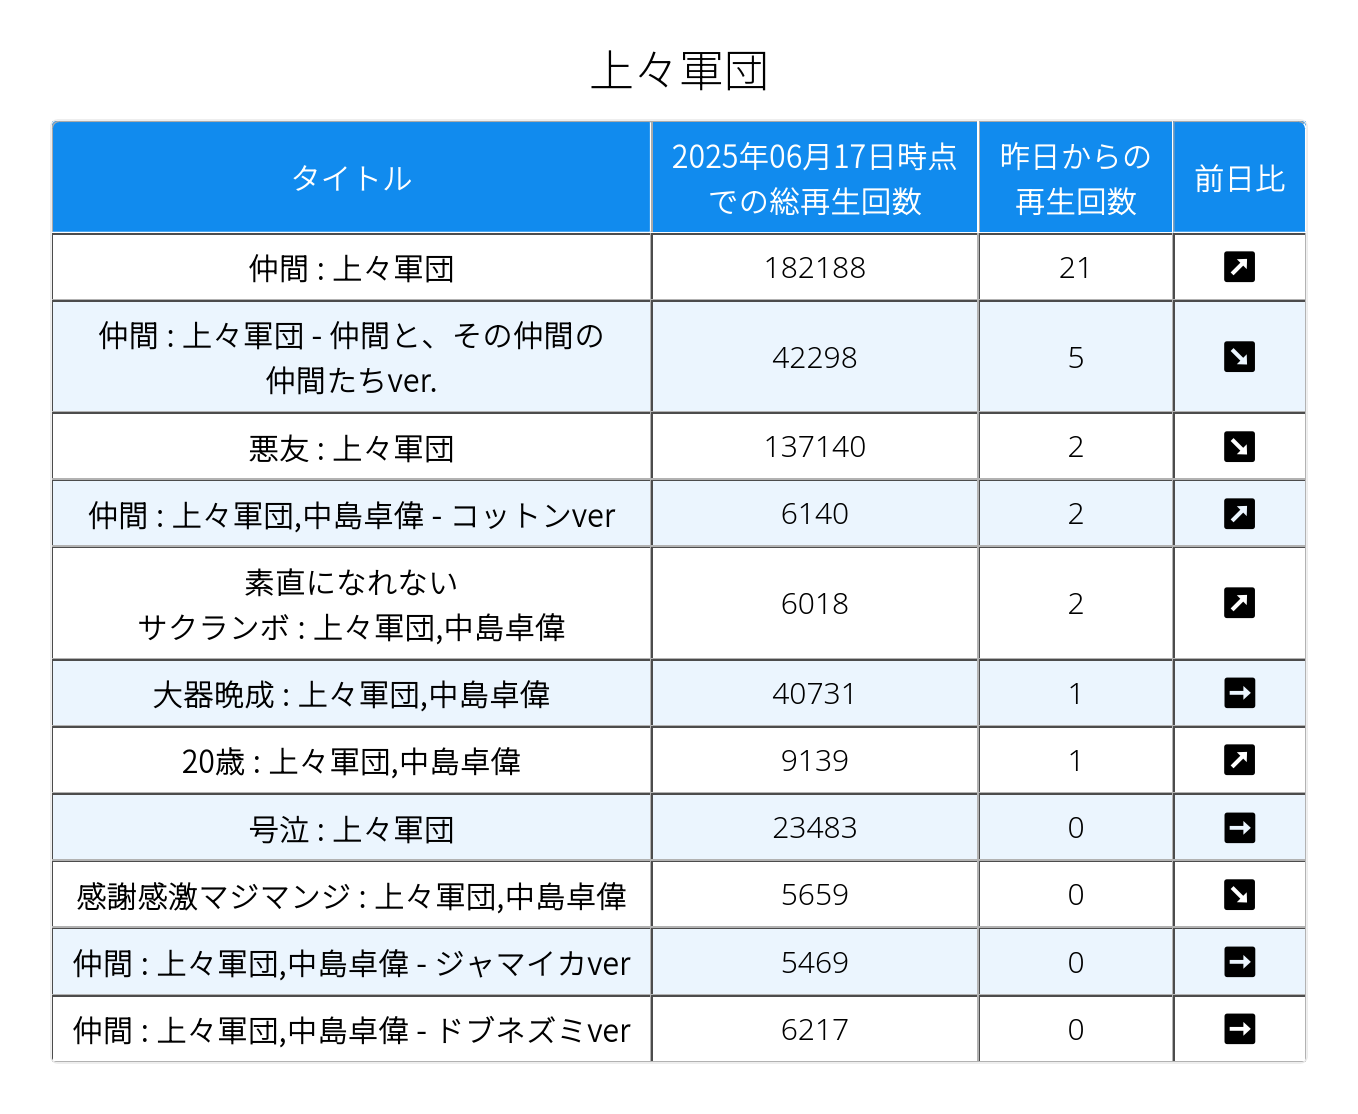 上々軍団
タイトル
2025年06月17日時点
での総再生回数
昨日からの
再生回数
前日比
仲間 : 上々軍団
182188
21
仲間 : 上々軍団 - 仲間と、その仲間の
仲間たちver.
42298
5
悪友 : 上々軍団
137140
2
仲間 : 上々軍団,中島卓偉 - コットンver
6140
2
素直になれない
サクランボ : 上々軍団,中島卓偉
6018
2
大器晩成 : 上々軍団,中島卓偉
40731
1
20歳 : 上々軍団,中島卓偉
9139
1
号泣 : 上々軍団
23483
0
感謝感激マジマンジ : 上々軍団,中島卓偉
5659
0
仲間 : 上々軍団,中島卓偉 - ジャマイカver
5469
0
仲間 : 上々軍団,中島卓偉 - ドブネズミver
6217
0